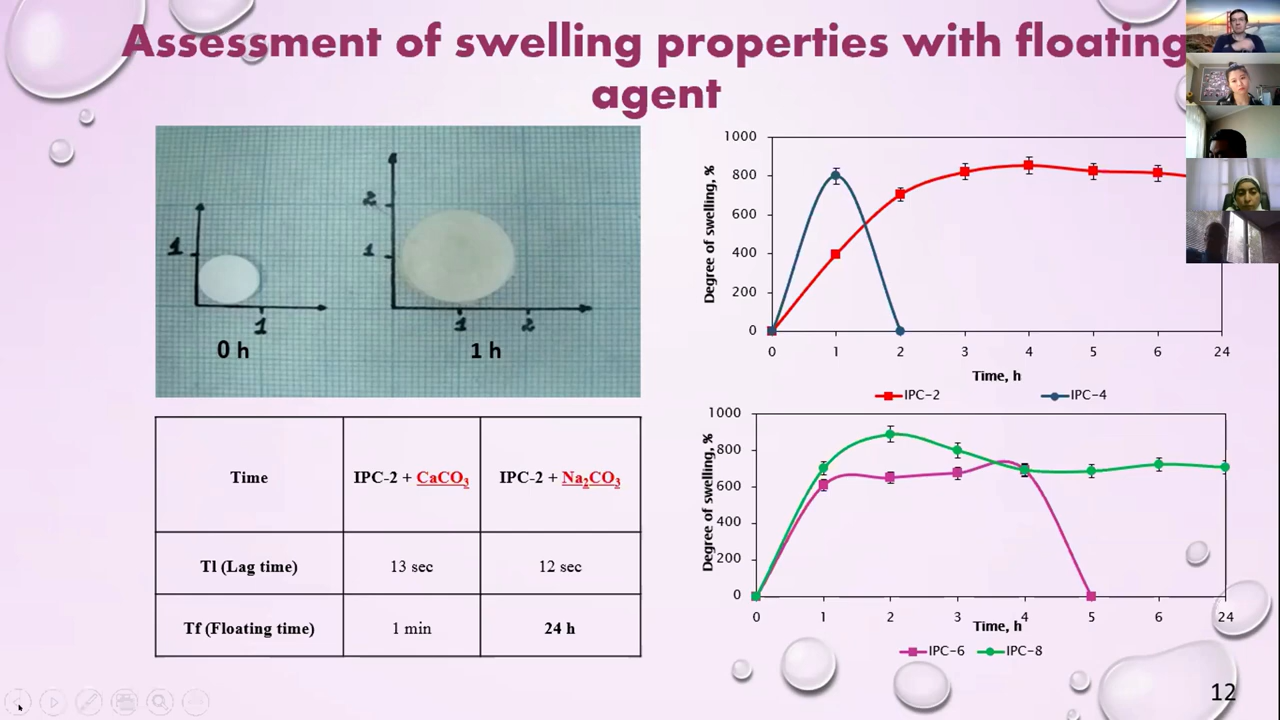 Assessment of swelling properties with floating
agent
2
1
1
1
1 2
0 h
1 h
Time IPC-2 + CaCO₃ IPC-2 + Na₂CO₃
Tl (Lag time) 13 sec 12 sec
Tf (Floating time) 1 min 24 h
Degree of swelling, %
1000
800
600
400
200
0
0 1 2 3 4 5 6 24
Time, h
IPC-2 IPC-4
Degree of swelling, %
1000
800
600
400
200
0
0 1 2 3 4 5 6 24
Time, h
IPC-6 IPC-8
12